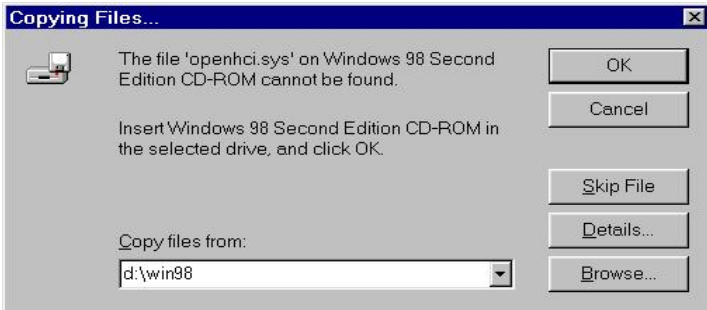 Copying Files...
The file 'openhci.sys' on Windows 98 Second
Edition CD-ROM cannot be found.
Insert Windows 98 Second Edition CD-ROM in
the selected drive, and click OK.
Copy files from:
d:\win98
OK
Cancel
Skip File
Details...
Browse...